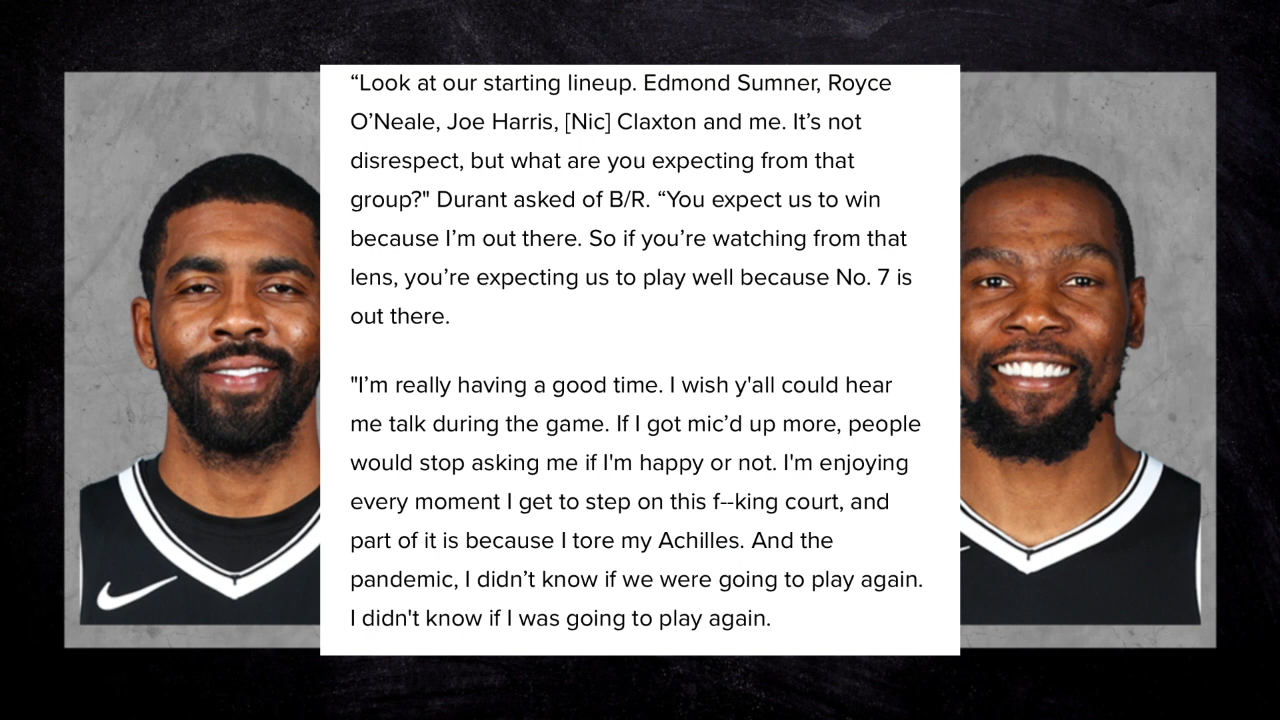 “Look at our starting lineup. Edmond Sumner, Royce
O’Neale, Joe Harris, [Nic] Claxton and me. It’s not
disrespect, but what are you expecting from that
group?" Durant asked of B/R. “You expect us to win
because I’m out there. So if you’re watching from that
lens, you’re expecting us to play well because No. 7 is
out there.
"I’m really having a good time. I wish y'all could hear
me talk during the game. If I got mic’d up more, people
would stop asking me if I'm happy or not. I'm enjoying
every moment I get to step on this f--king court, and
part of it is because I tore my Achilles. And the
pandemic, I didn’t know if we were going to play again.
I didn't know if I was going to play again.